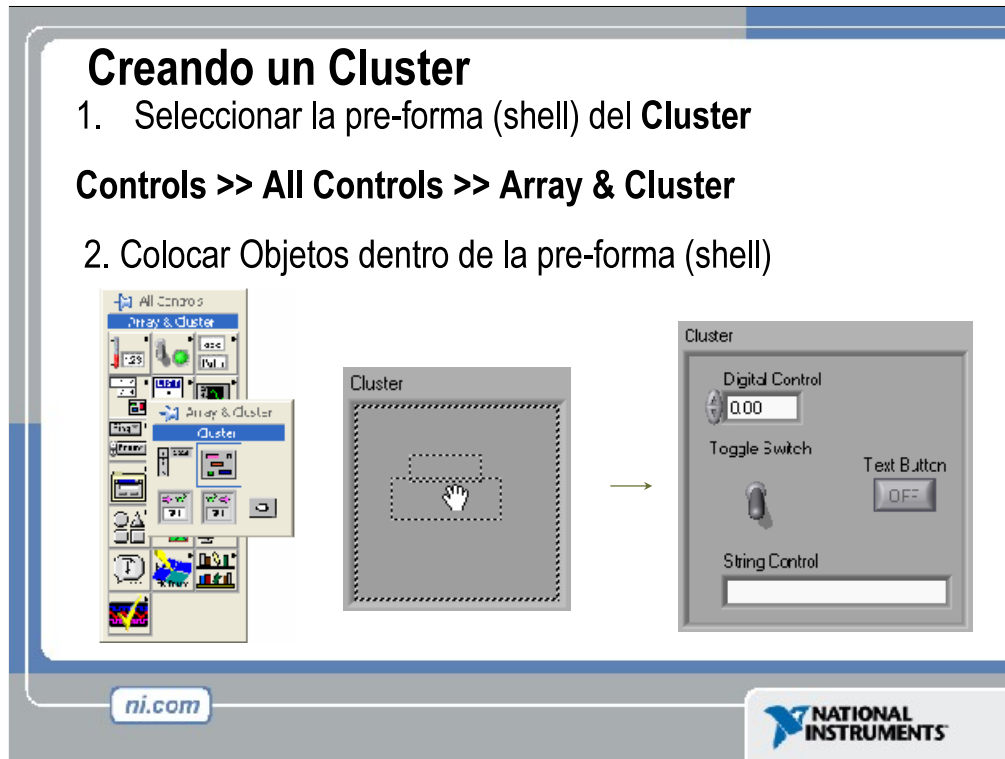 Creando un Cluster
1. Seleccionar la pre-forma (shell) del Cluster
Controls >> All Controls >> Array & Cluster
2. Colocar Objetos dentro de la pre-forma (shell)
All Controls
Array & Cluster
Array & Cluster
Cluster
Cluster
Cluster
Digital Control
0.00
Toggle Switch
Text Button
OFF
String Control
ni.com
NATIONAL
INSTRUMENTS